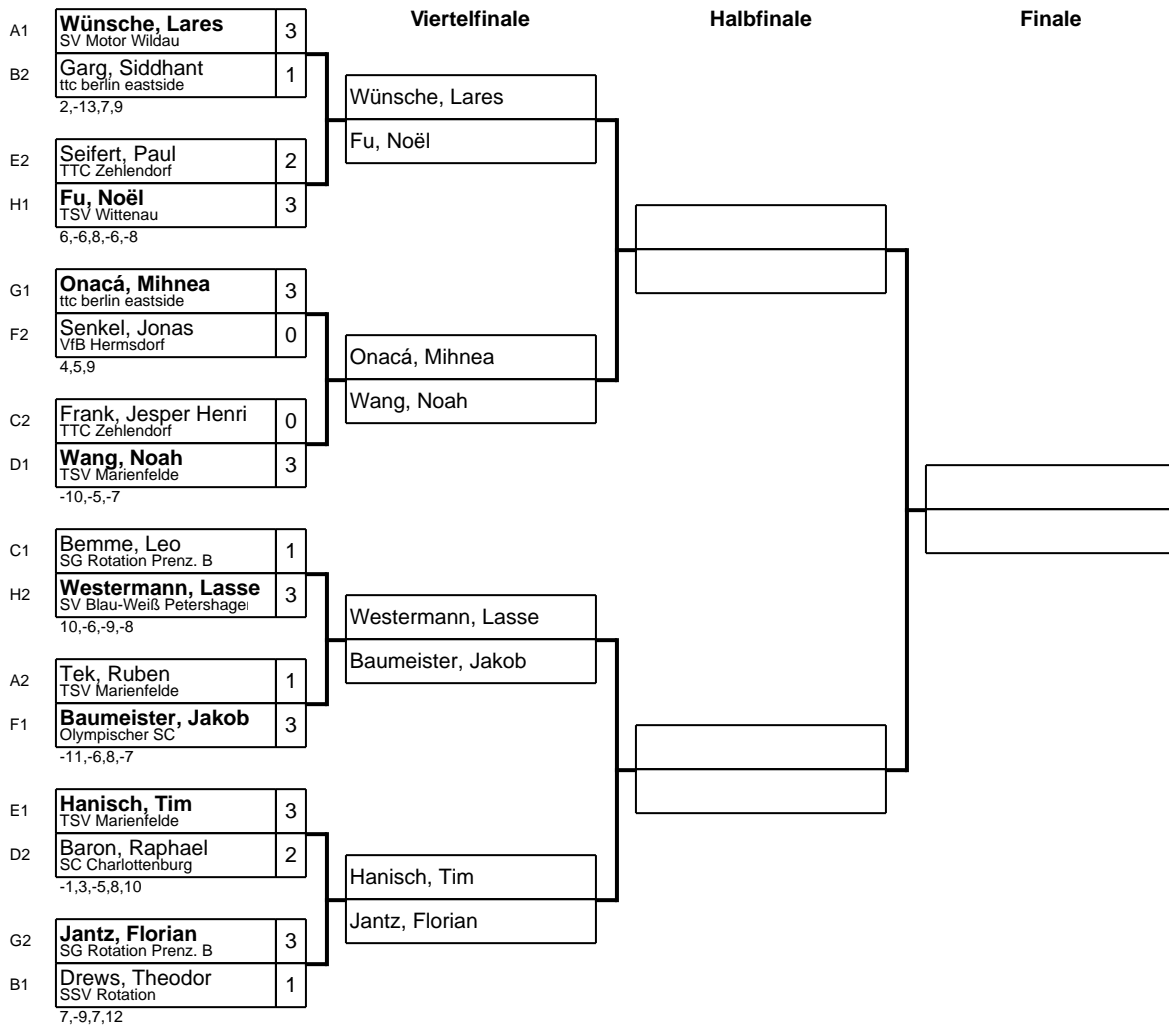 Viertelfinale Halbfinale Finale
A1 Wünsche, Lares 3
SV Motor Wildau
B2 Garg, Siddhant 1
ttc berlin eastside
2,-13,7,9
Wünsche, Lares
Fu, Noël
E2 Seifert, Paul 2
TTC Zehlendorf
H1 Fu, Noël 3
TSV Wittenau
6,-6,8,-6,-8
G1 Onacá, Mihnea 3
ttc berlin eastside
F2 Senkel, Jonas 0
VfB Hermsdorf
4,5,9
Onacá, Mihnea
Wang, Noah
C2 Frank, Jesper Henri 0
TTC Zehlendorf
D1 Wang, Noah 3
TSV Marienfelde
-10,-5,-7
C1 Bemme, Leo 1
SG Rotation Prenz. B
H2 Westermann, Lasse 3
SV Blau-Weiß Petershagen
10,-6,-9,-8
Westermann, Lasse
Baumeister, Jakob
A2 Tek, Ruben 1
TSV Marienfelde
F1 Baumeister, Jakob 3
Olympischer SC
-11,-6,8,-7
E1 Hanisch, Tim 3
TSV Marienfelde
D2 Baron, Raphael 2
SC Charlottenburg
-1,3,-5,8,10
Hanisch, Tim
Jantz, Florian
G2 Jantz, Florian 3
SG Rotation Prenz. B
B1 Drews, Theodor 1
SSV Rotation
7,-9,7,12